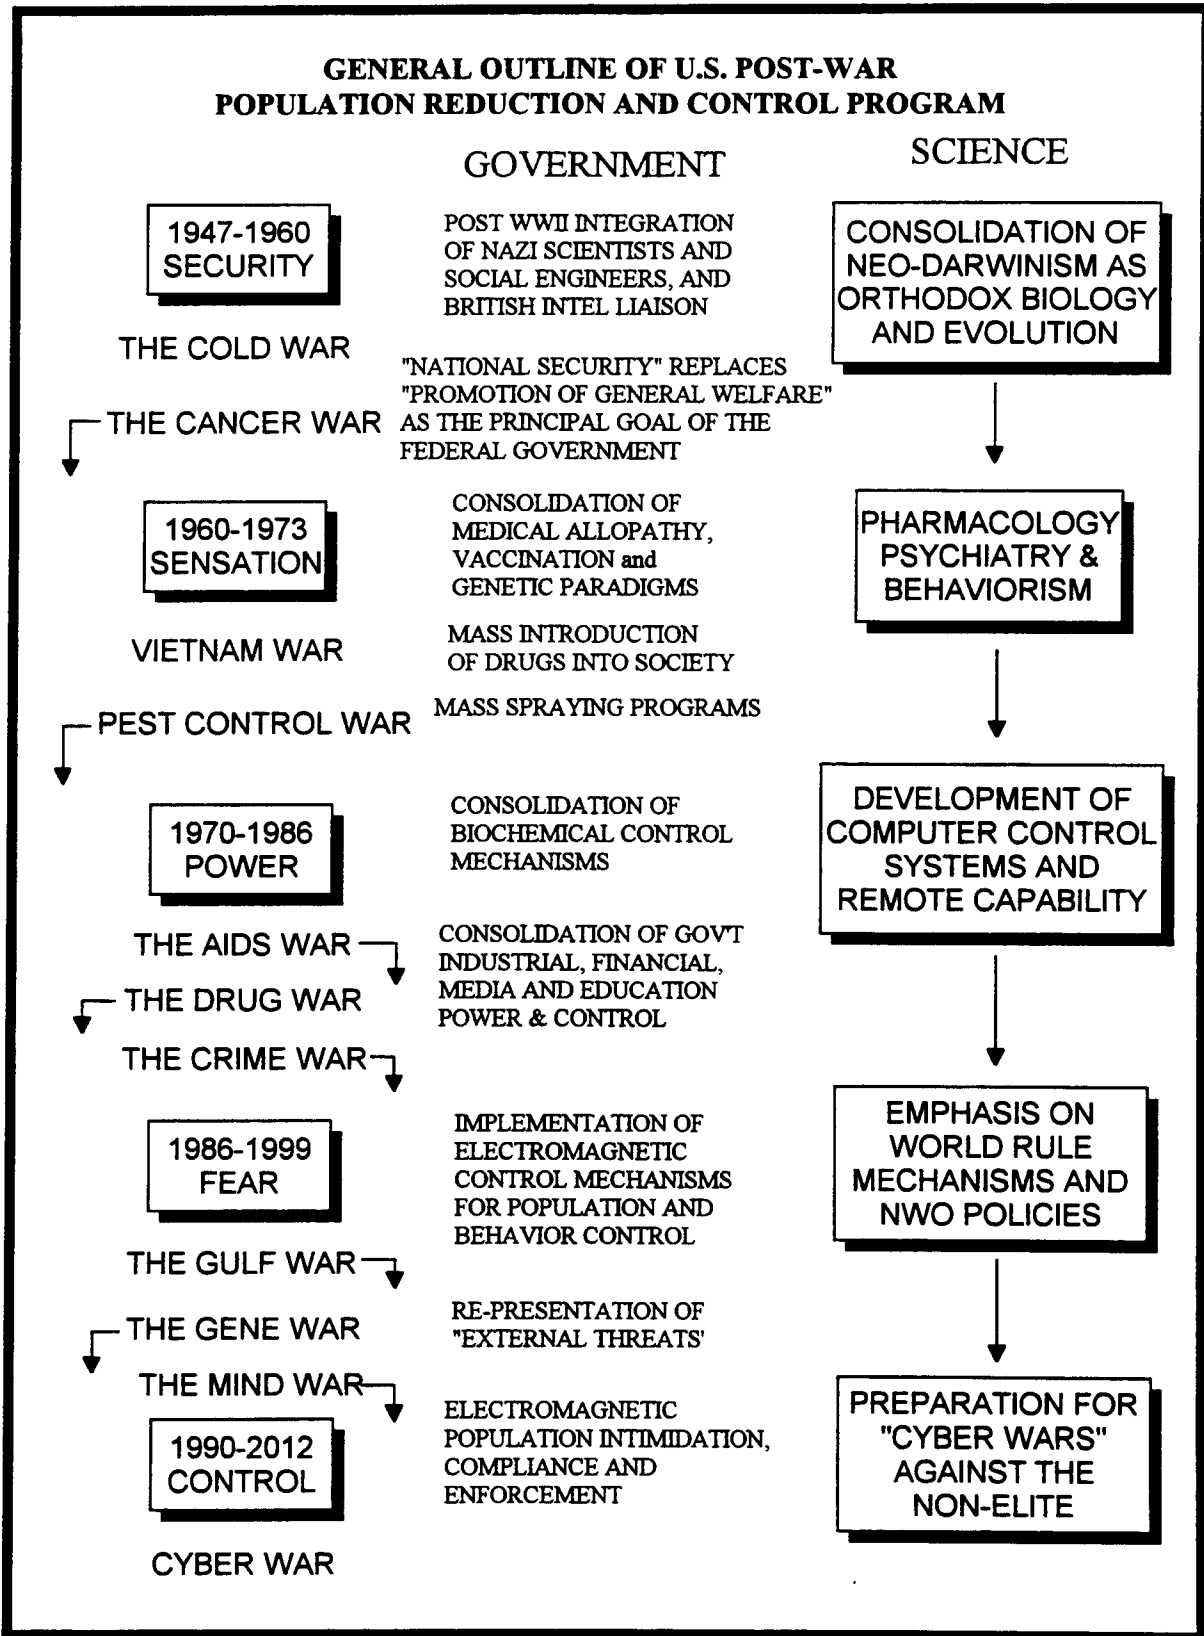 GENERAL OUTLINE OF U.S. POST-WAR
POPULATION REDUCTION AND CONTROL PROGRAM
GOVERNMENT
SCIENCE
1947-1960
SECURITY
THE COLD WAR
THE CANCER WAR
POST WWII INTEGRATION
OF NAZI SCIENTISTS AND
SOCIAL ENGINEERS, AND
BRITISH INTEL LIAISON
"NATIONAL SECURITY" REPLACES
"PROMOTION OF GENERAL WELFARE"
AS THE PRINCIPAL GOAL OF THE
FEDERAL GOVERNMENT
CONSOLIDATION OF
NEO-DARWINISM AS
ORTHODOX BIOLOGY
AND EVOLUTION
1960-1973
SENSATION
VIETNAM WAR
PEST CONTROL WAR
CONSOLIDATION OF
MEDICAL ALLOPATHY,
VACCINATION and
GENETIC PARADIGMS
MASS INTRODUCTION
OF DRUGS INTO SOCIETY
MASS SPRAYING PROGRAMS
PHARMACOLOGY
PSYCHIATRY &
BEHAVIORISM
1970-1986
POWER
THE AIDS WAR
THE DRUG WAR
THE CRIME WAR
CONSOLIDATION OF
BIOCHEMICAL CONTROL
MECHANISMS
CONSOLIDATION OF GOV'T
INDUSTRIAL, FINANCIAL,
MEDIA AND EDUCATION
POWER & CONTROL
DEVELOPMENT OF
COMPUTER CONTROL
SYSTEMS AND
REMOTE CAPABILITY
1986-1999
FEAR
THE GULF WAR
THE GENE WAR
THE MIND WAR
IMPLEMENTATION OF
ELECTROMAGNETIC
CONTROL MECHANISMS
FOR POPULATION AND
BEHAVIOR CONTROL
RE-PRESENTATION OF
"EXTERNAL THREATS'
EMPHASIS ON
WORLD RULE
MECHANISMS AND
NWO POLICIES
1990-2012
CONTROL
CYBER WAR
ELECTROMAGNETIC
POPULATION INTIMIDATION,
COMPLIANCE AND
ENFORCEMENT
PREPARATION FOR
"CYBER WARS"
AGAINST THE
NON-ELITE